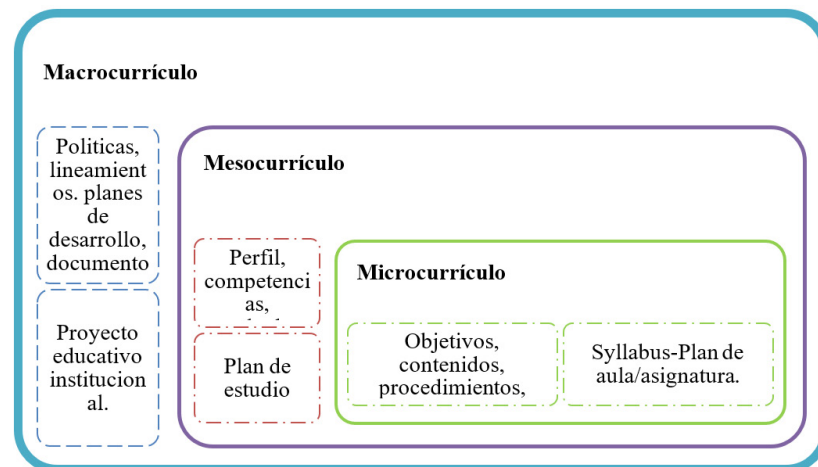 Macrocurrículo
Politicas,
lineamient
os. planes
de
desarrollo,
documento
Proyecto
educativo
institucion
al.
Mesocurrículo
Perfil,
competenci
as,
Plan de
estudio
Microcurrículo
Objetivos,
contenidos,
procedimientos,
Syllabus-Plan de
aula/asignatura.